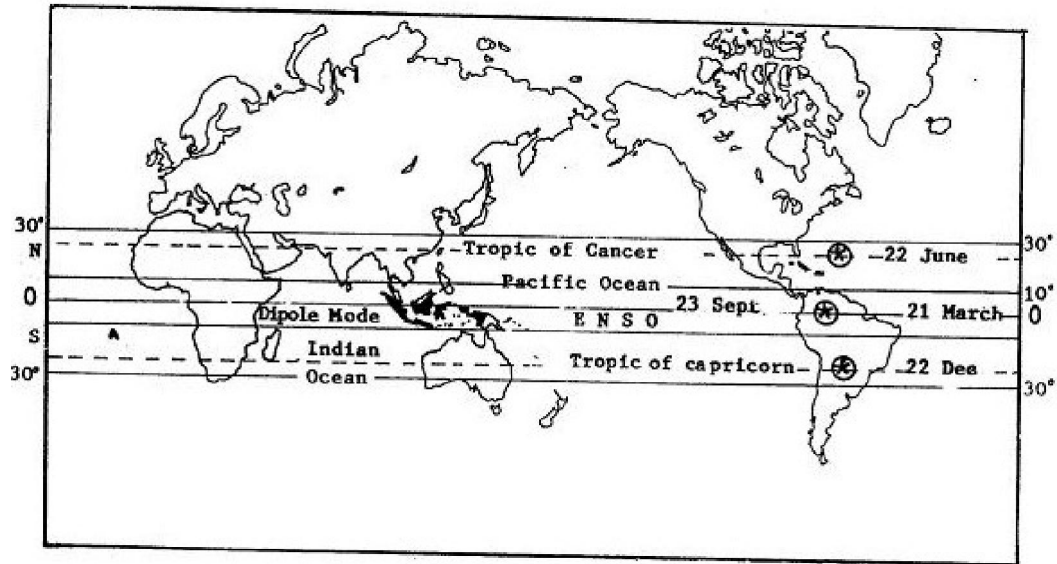 30°
N
Tropic of Cancer
22 June
30°
Pacific Ocean
10°
0
Dipole Mode
23 Sept
E N S O
21 March
0
S
A
Indian
Ocean
Tropic of capricorn
22 Dea
30°
30°